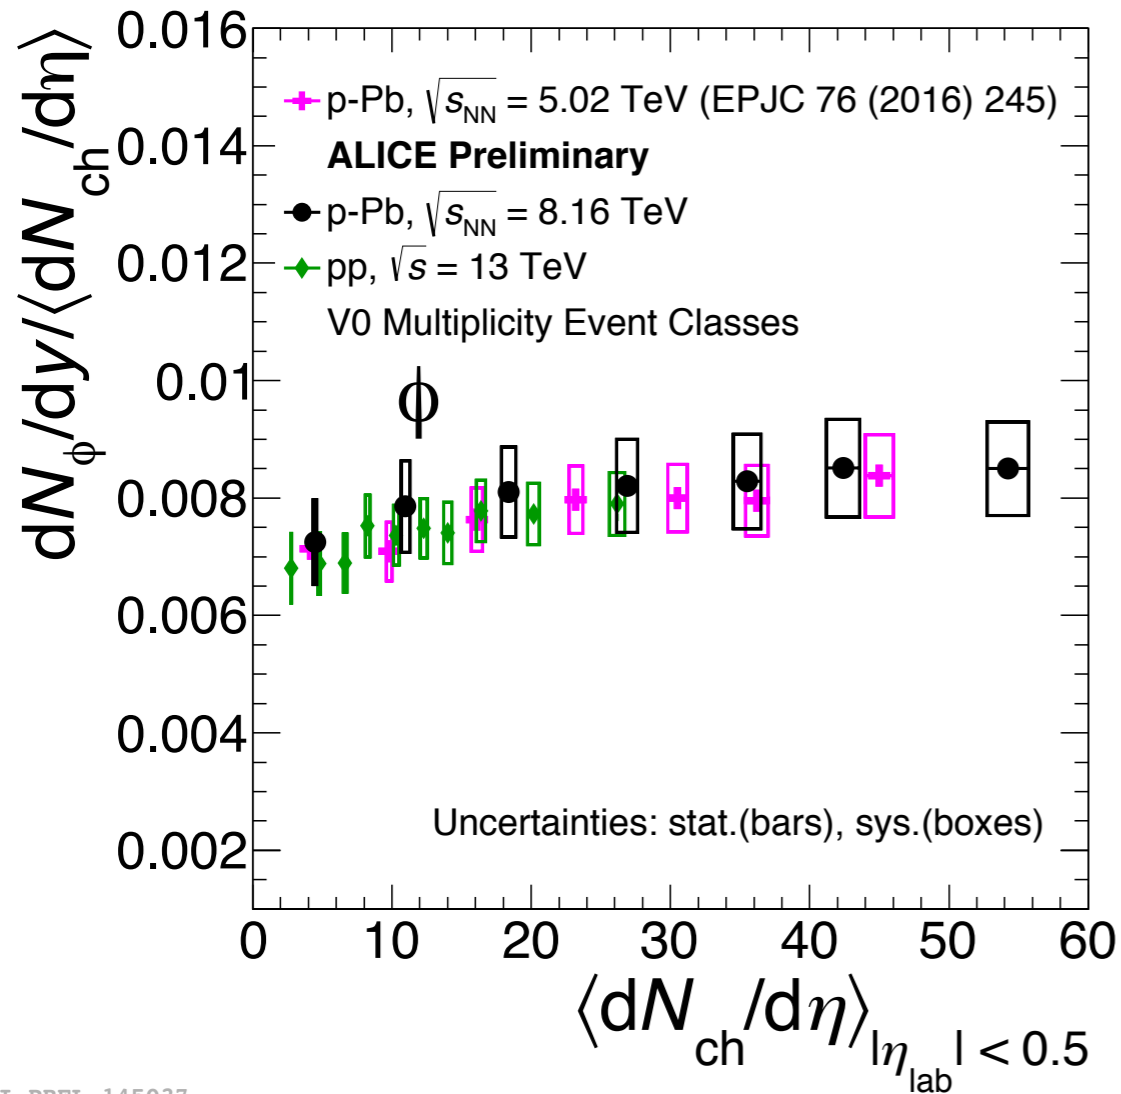 dN_ϕ/dy/⟨dN_ch/dη⟩
0.016
0.014
0.012
0.01
0.008
0.006
0.004
0.002
p-Pb, √s_NN = 5.02 TeV (EPJC 76 (2016) 245)
ALICE Preliminary
p-Pb, √s_NN = 8.16 TeV
pp, √s = 13 TeV
V0 Multiplicity Event Classes
ϕ
Uncertainties: stat.(bars), sys.(boxes)
0 10 20 30 40 50 60
⟨dN_ch/dη⟩_|η_lab| < 0.5